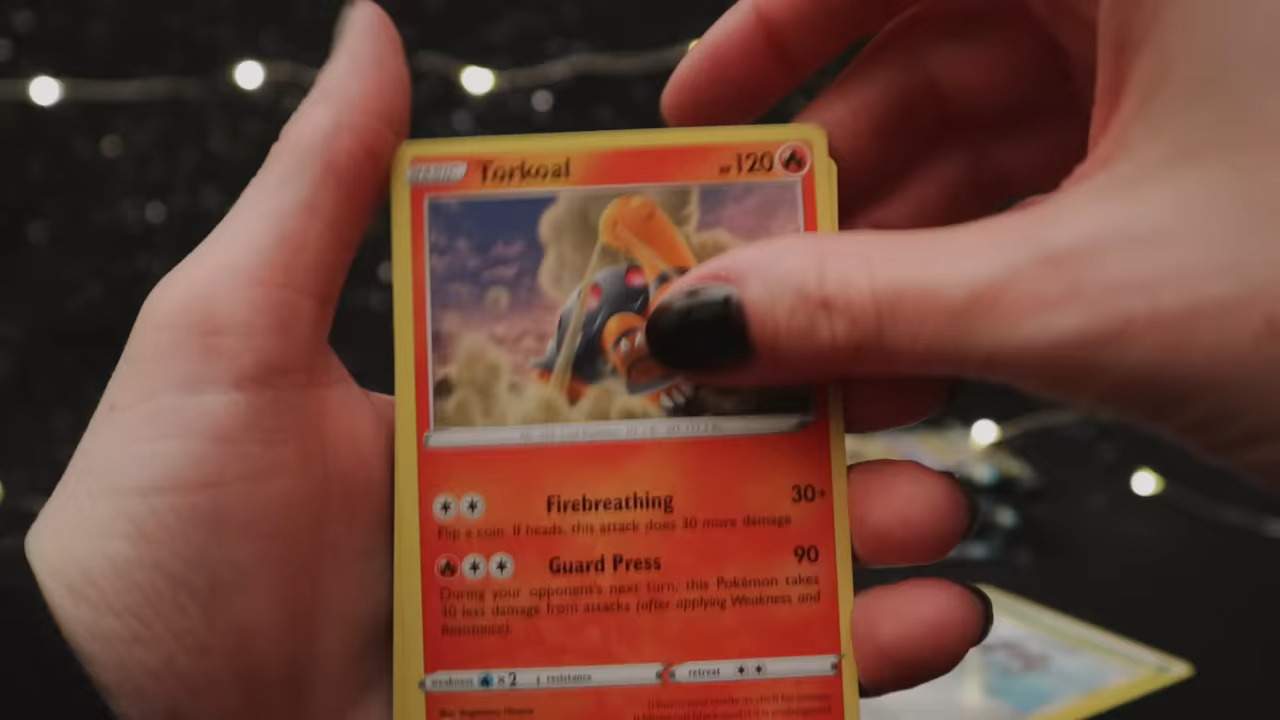 BASIC Torkoal HP 120
Firebreathing 30+
Flip a coin. If heads, this attack does 30 more damage.
Guard Press 90
During your opponent's next turn, this Pokémon takes
30 less damage from attacks (after applying Weakness and
Resistance).
weakness ×2 resistance retreat